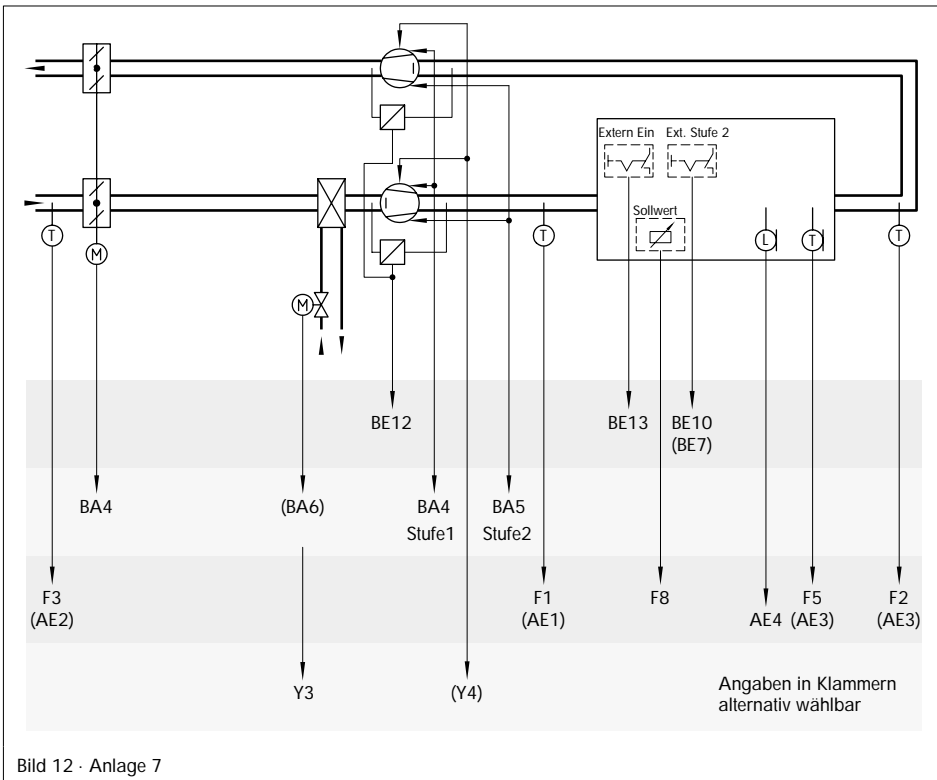 Extern Ein Ext. Stufe 2
Sollwert
T
M
M
T
L
T
T
BE12
BE13
BE10
(BE7)
BA4
(BA6)
BA4
Stufe1
BA5
Stufe2
F3
(AE2)
F1
(AE1)
F8
AE4
F5
(AE3)
F2
(AE3)
Y3
(Y4)
Angaben in Klammern
alternativ wählbar
Bild 12 · Anlage 7